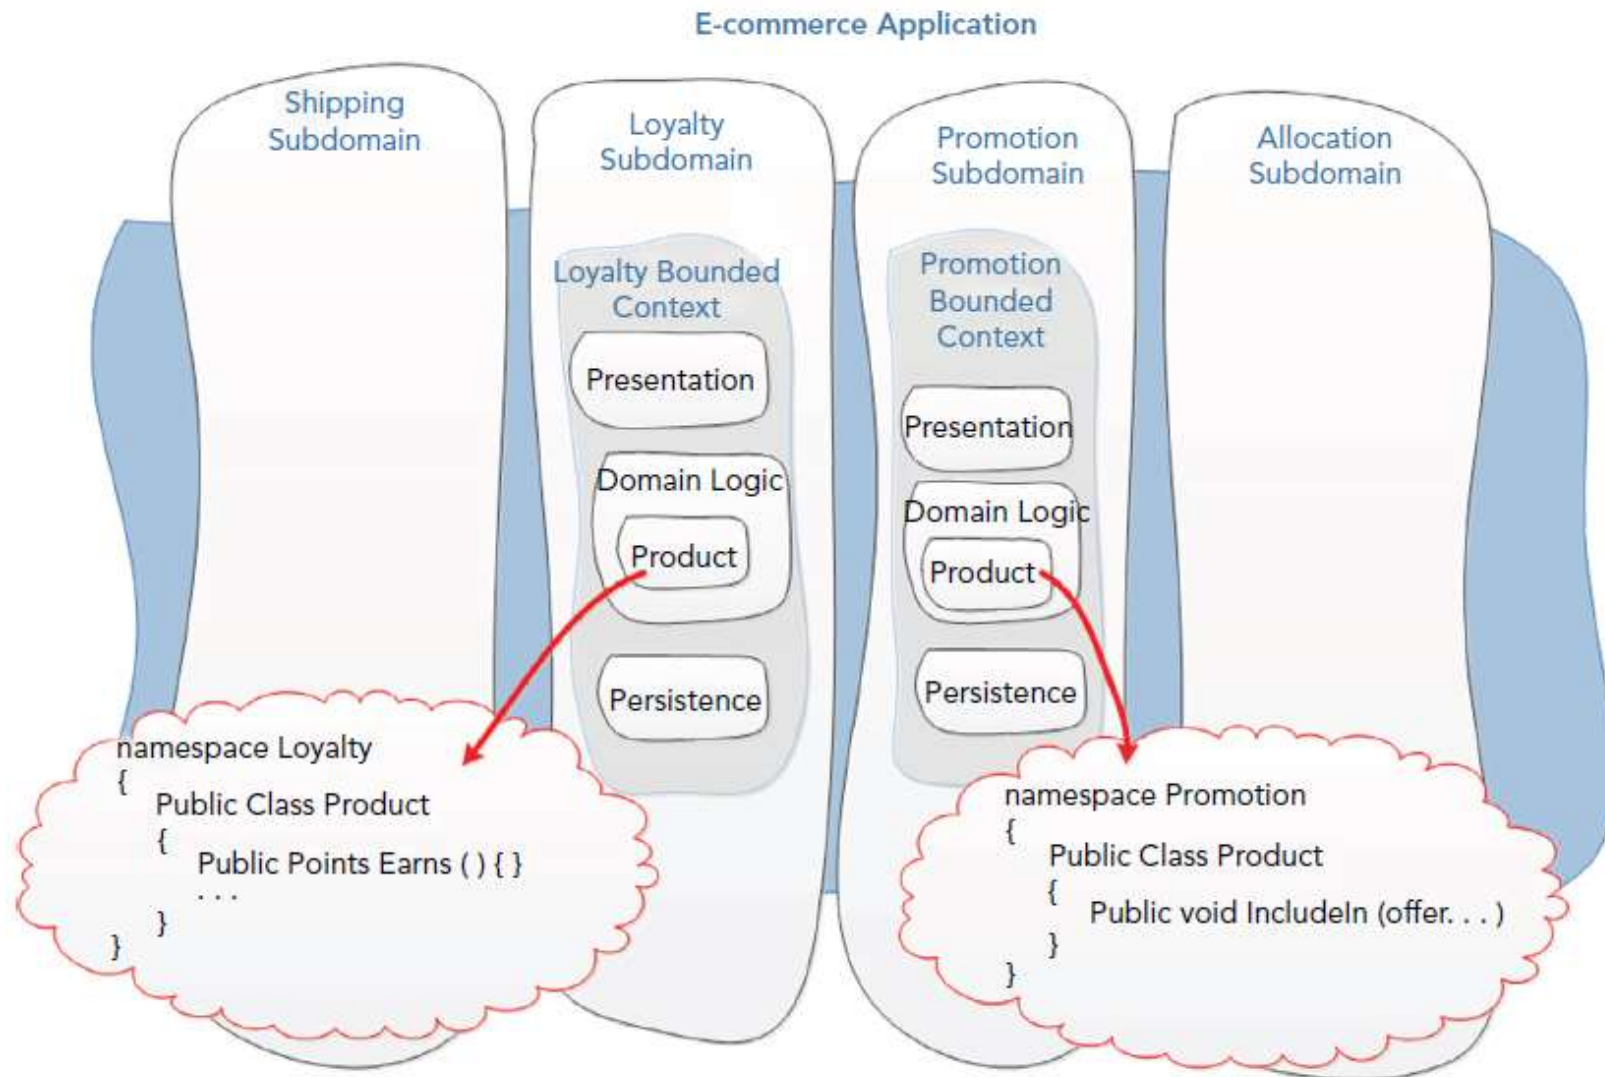 E-commerce Application
Shipping
Subdomain
Loyalty
Subdomain
Promotion
Subdomain
Allocation
Subdomain
Loyalty Bounded
Context
Presentation
Domain Logic
Product
Persistence
Promotion
Bounded
Context
Presentation
Domain Logic
Product
Persistence
namespace Loyalty
{
Public Class Product
{
Public Points Earns ( ) { }
. . .
}
}
namespace Promotion
{
Public Class Product
{
Public void IncludeIn (offer. . . )
}
}